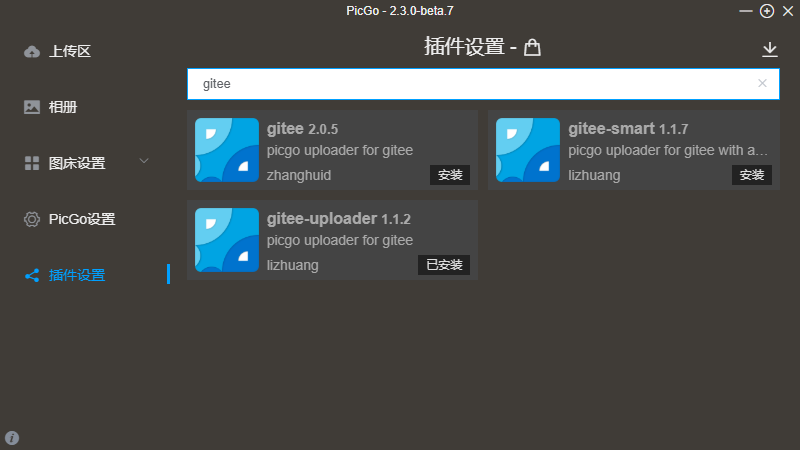 PicGo - 2.3.0-beta.7
上传区
相册
图床设置
PicGo设置
插件设置
插件设置 -
gitee
gitee 2.0.5
picgo uploader for gitee
zhanghuid
安装
gitee-smart 1.1.7
picgo uploader for gitee with a...
lizhuang
安装
gitee-uploader 1.1.2
picgo uploader for gitee
lizhuang
已安装